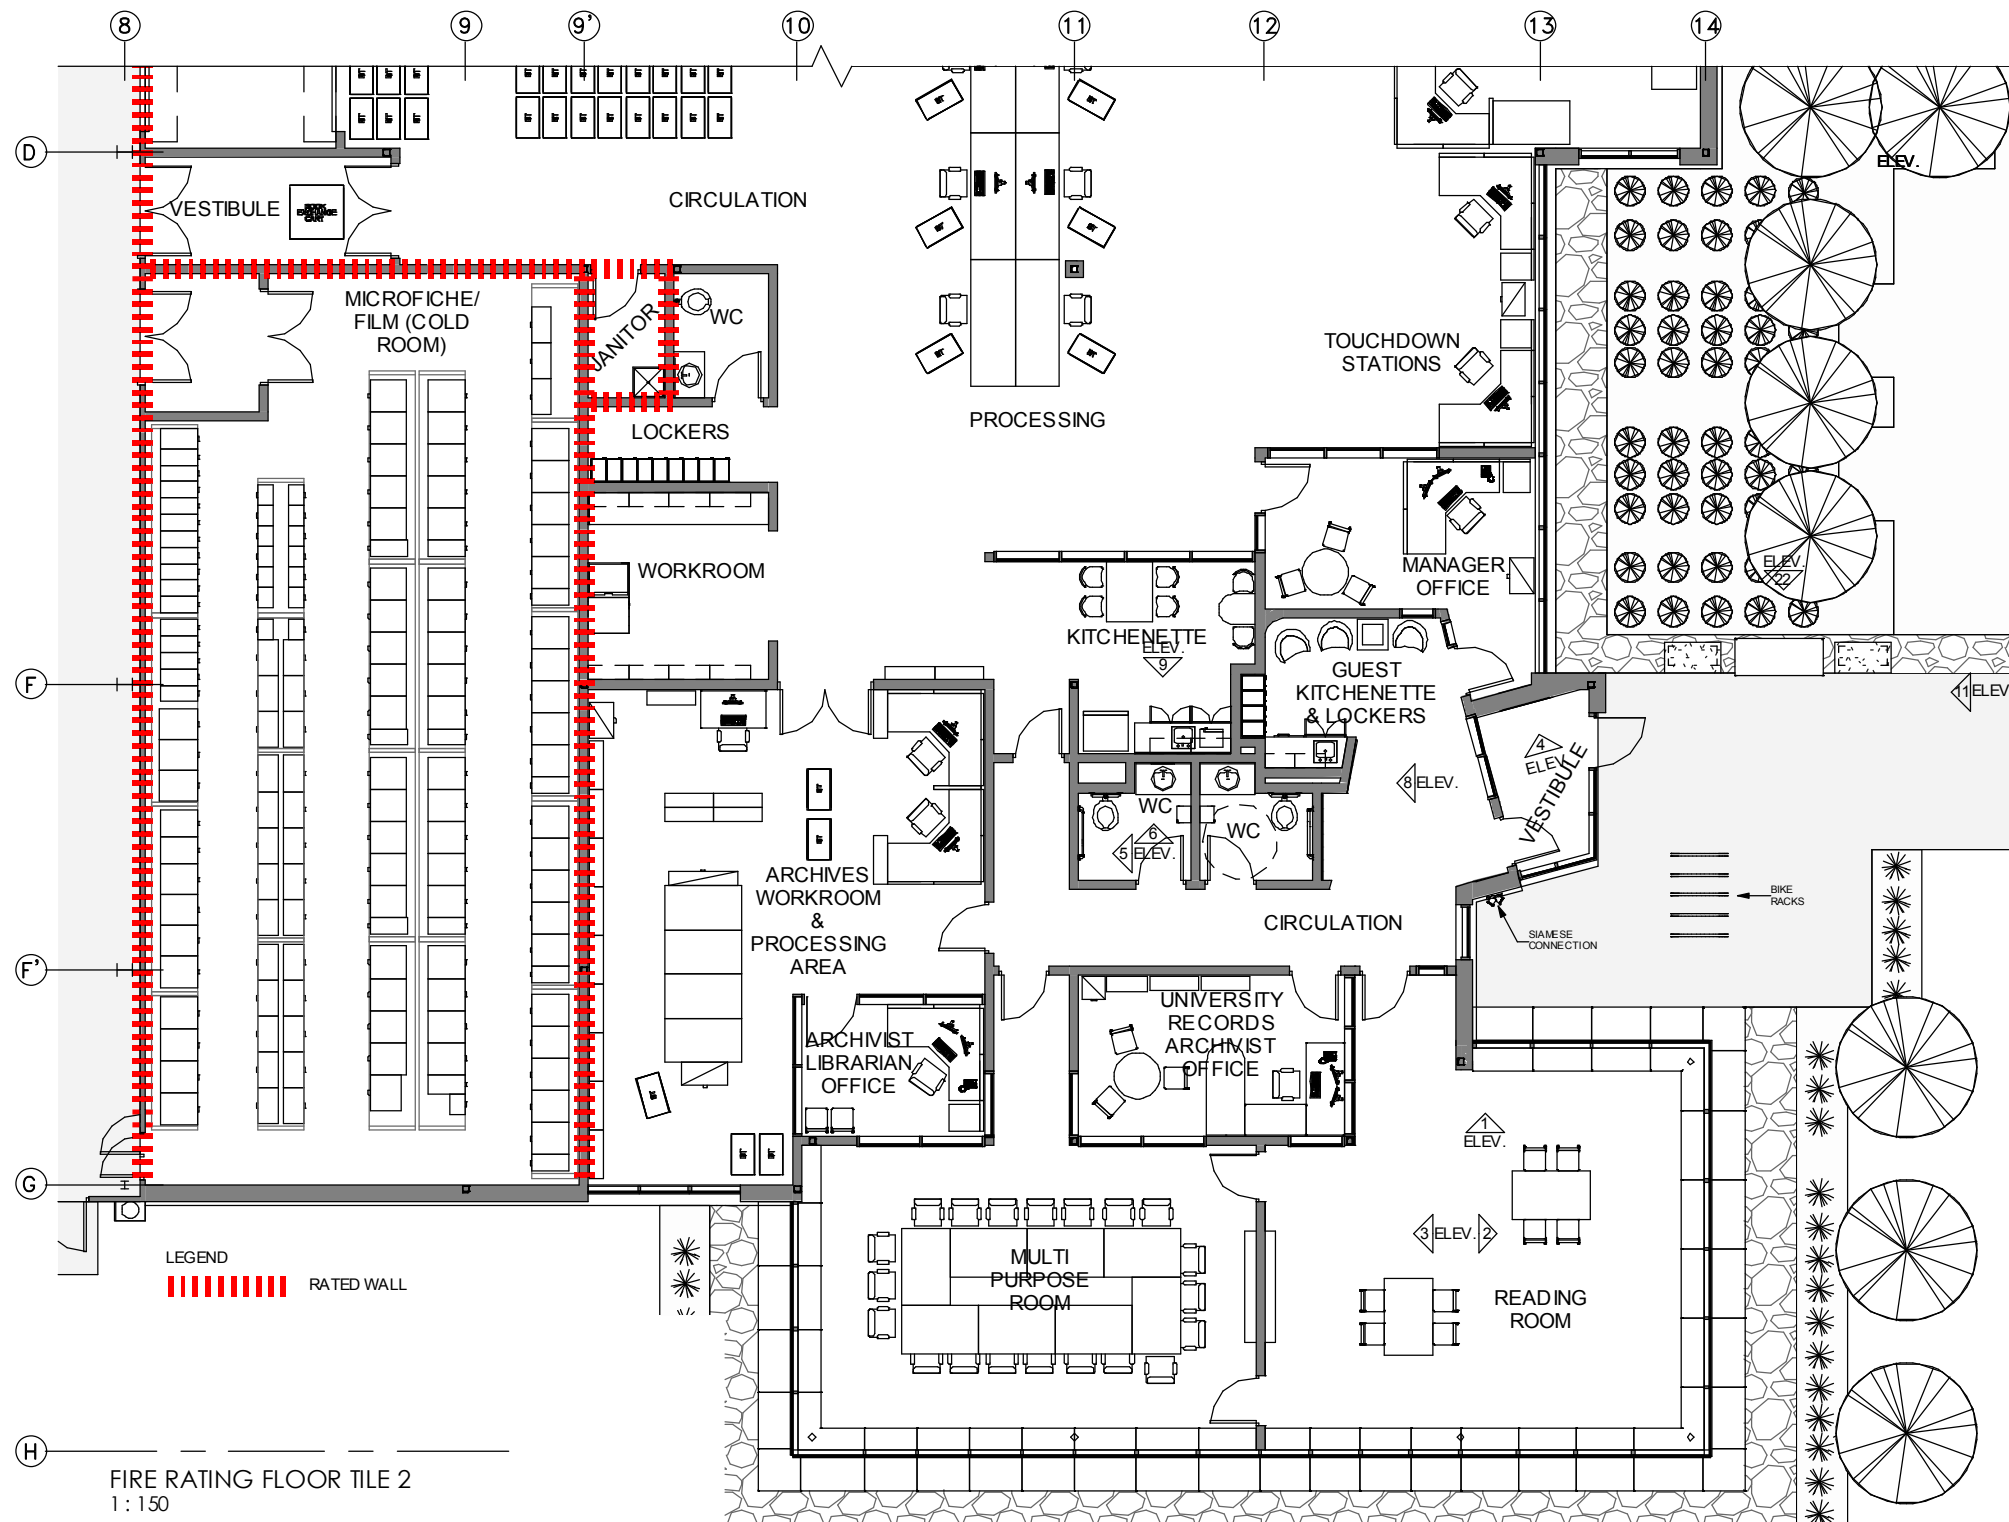 8
9
9'
10
11
12
13
14
D
F
F'
G
H
VESTIBULE
BOOK
EXCHANGE
CART
CIRCULATION
MICROFICHE/
FILM (COLD
ROOM)
JANITOR
WC
LOCKERS
WORKROOM
PROCESSING
TOUCHDOWN
STATIONS
ELEV.
ELEV.
22
MANAGER
OFFICE
KITCHENETTE
ELEV.
9
GUEST
KITCHENETTE
& LOCKERS
11 ELEV
4
ELEV.
VESTIBULE
8 ELEV.
WC
6
5 ELEV.
WC
ARCHIVES
WORKROOM
&
PROCESSING
AREA
CIRCULATION
BIKE
RACKS
SIAMESE
CONNECTION
ARCHIVIST
LIBRARIAN
OFFICE
UNIVERSITY
RECORDS
ARCHIVIST
OFFICE
1
ELEV.
3 ELEV. 2
MULTI
PURPOSE
ROOM
READING
ROOM
LEGEND
RATED WALL
FIRE RATING FLOOR TILE 2
1 : 150